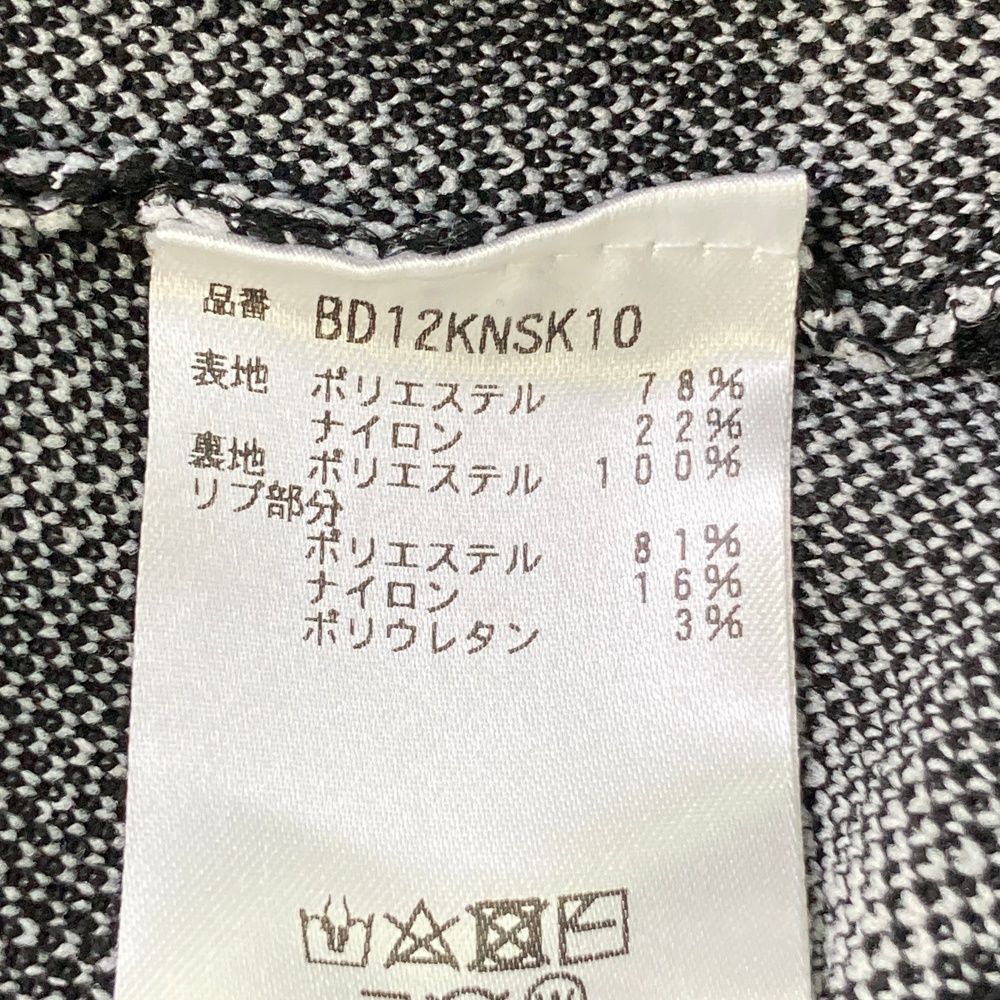 品番 BD12KNSK10
表地 ポリエステル 78%
ナイロン 22%
裏地 ポリエステル 100%
リブ部分
ポリエステル 81%
ナイロン 16%
ポリウレタン 3%